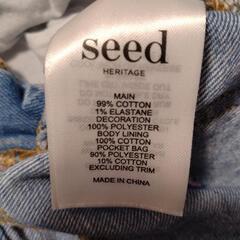 seed
HERITAGE
MAIN
99% COTTON
1% ELASTANE
DECORATION
100% POLYESTER
BODY LINING
100% COTTON
POCKET BAG
90% POLYESTER
10% COTTON
EXCLUDING TRIM
MADE IN CHINA